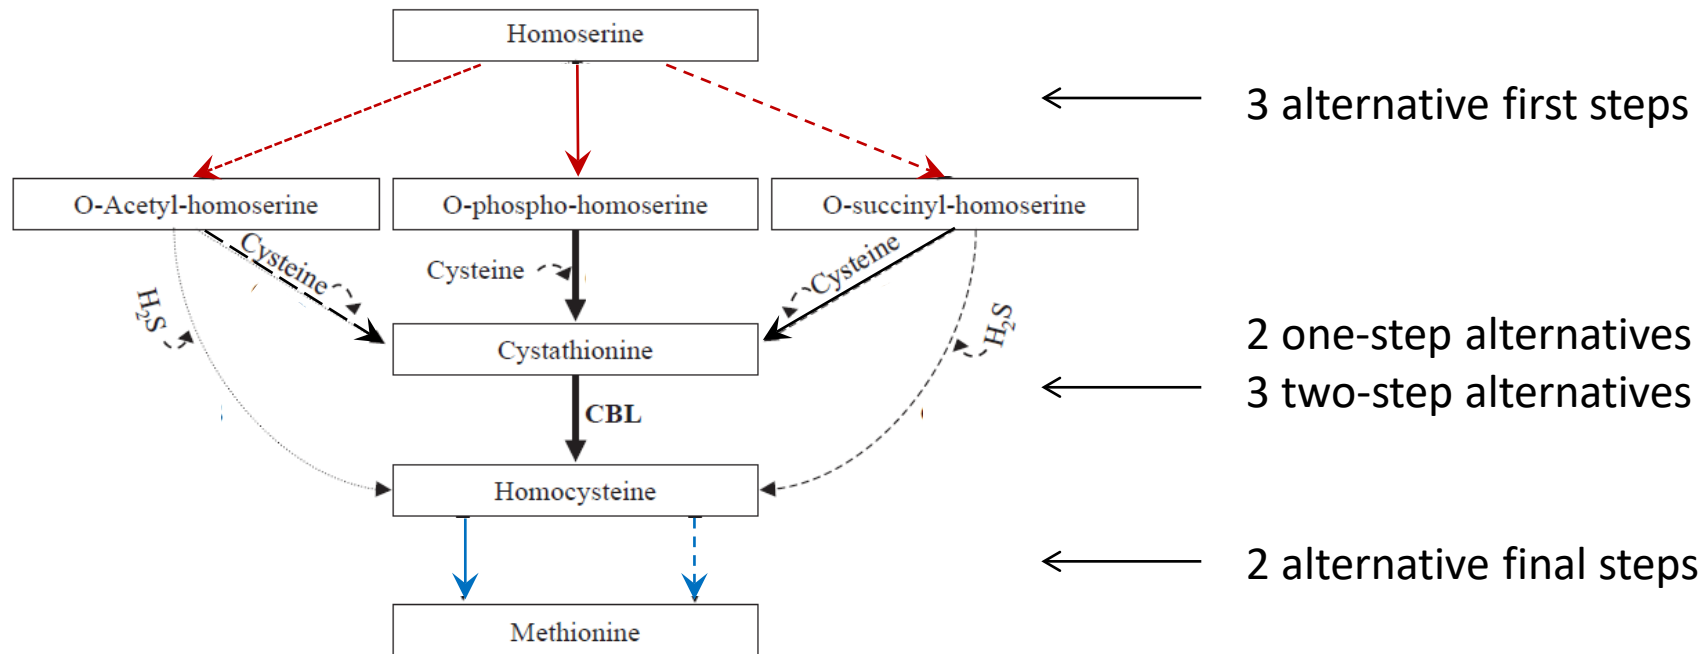 Homoserine
3 alternative first steps
O-Acetyl-homoserine
O-phospho-homoserine
O-succinyl-homoserine
Cysteine
Cysteine
Cysteine
H₂S
H₂S
Cystathionine
2 one-step alternatives
3 two-step alternatives
CBL
Homocysteine
2 alternative final steps
Methionine